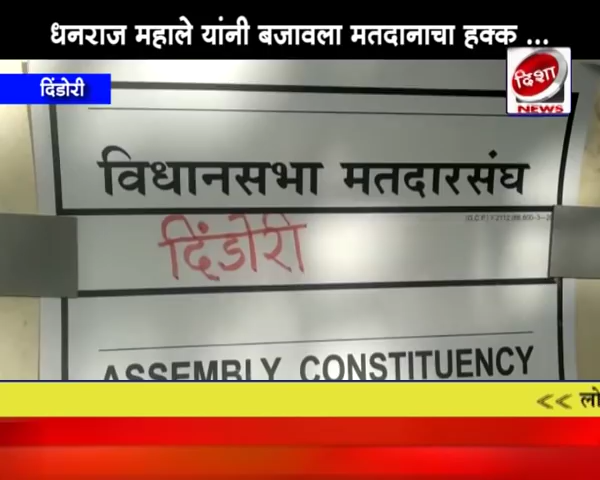 धनराज महाले यांनी बजावला मतदानाचा हक्क ...
दिंडोरी
दिशा
NEWS
विधानसभा मतदारसंघ
दिंडोरी
ASSEMBLY CONSTITUENCY
<< लो